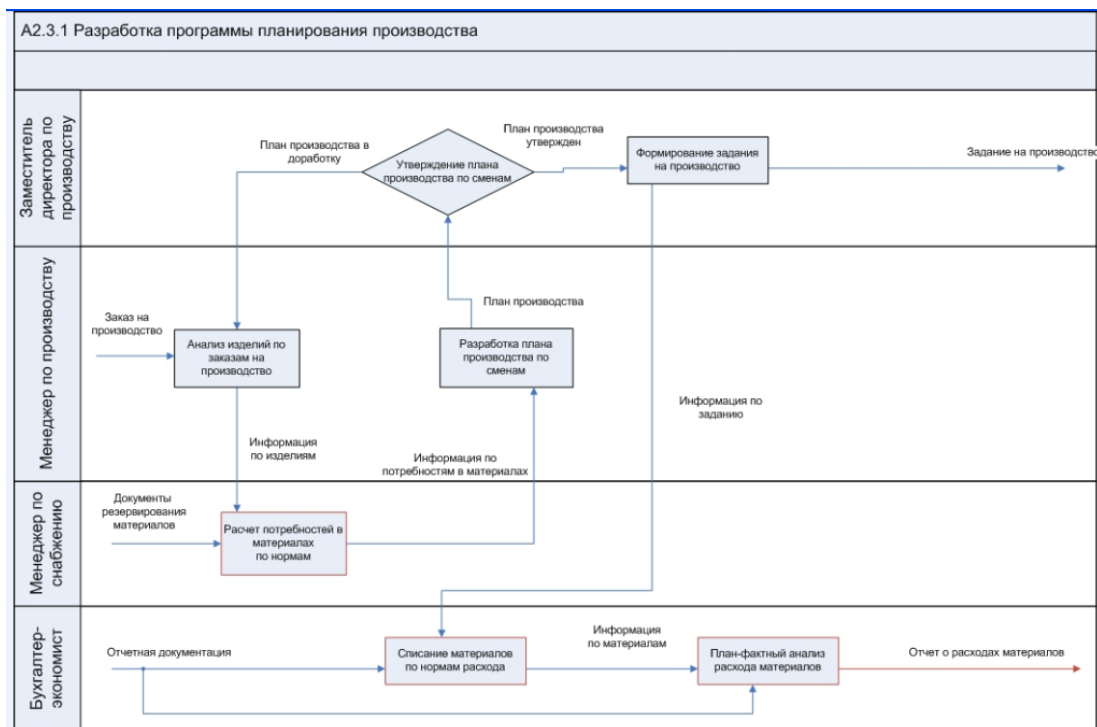 А2.3.1 Разработка программы планирования производства
Заместитель
директора по
производству
План производства в
доработку
Утверждение плана
производства по сменам
План производства
утвержден
Формирование задания
на производство
Задание на производство
Менеджер по производству
Заказ на
производство
Анализ изделий по
заказам на
производство
План производства
Разработка плана
производства по
сменам
Информация по
заданию
Информация
по изделиям
Информация по
потребностям в материалах
Менеджер по
снабжению
Документы
резервирования
материалов
Расчет потребностей в
материалах
по нормам
Бухгалтер-
экономист
Отчетная документация
Списание материалов
по нормам расхода
Информация
по материалам
План-фактный анализ
расхода материалов
Отчет о расходах материалов